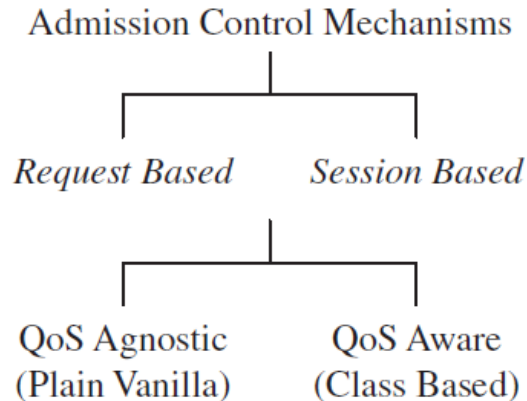 Admission Control Mechanisms
Request Based Session Based
QoS Agnostic QoS Aware
(Plain Vanilla) (Class Based)